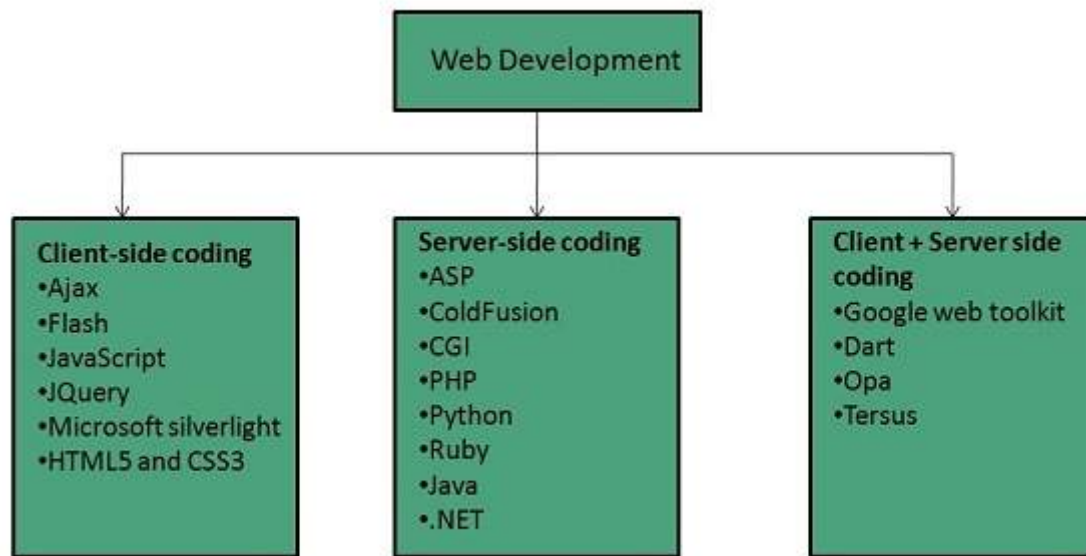 Web Development
Client-side coding
•Ajax
•Flash
•JavaScript
•JQuery
•Microsoft silverlight
•HTML5 and CSS3
Server-side coding
•ASP
•ColdFusion
•CGI
•PHP
•Python
•Ruby
•Java
•.NET
Client + Server side
coding
•Google web toolkit
•Dart
•Opa
•Tersus